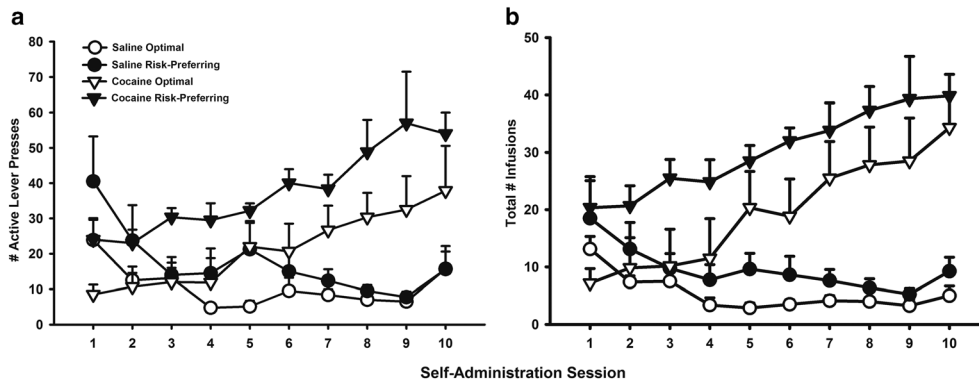 a
80
70
60
50
40
30
20
10
0
# Active Lever Presses
Saline Optimal
Saline Risk-Preferring
Cocaine Optimal
Cocaine Risk-Preferring
1 2 3 4 5 6 7 8 9 10
b
50
40
30
20
10
0
Total # Infusions
1 2 3 4 5 6 7 8 9 10
Self-Administration Session